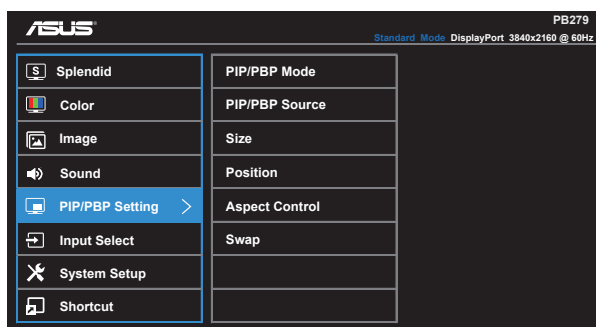 ASUS
PB279
Standard Mode DisplayPort 3840x2160 @ 60Hz
S Splendid
Color
Image
Sound
PIP/PBP Setting
Input Select
System Setup
Shortcut
PIP/PBP Mode
PIP/PBP Source
Size
Position
Aspect Control
Swap